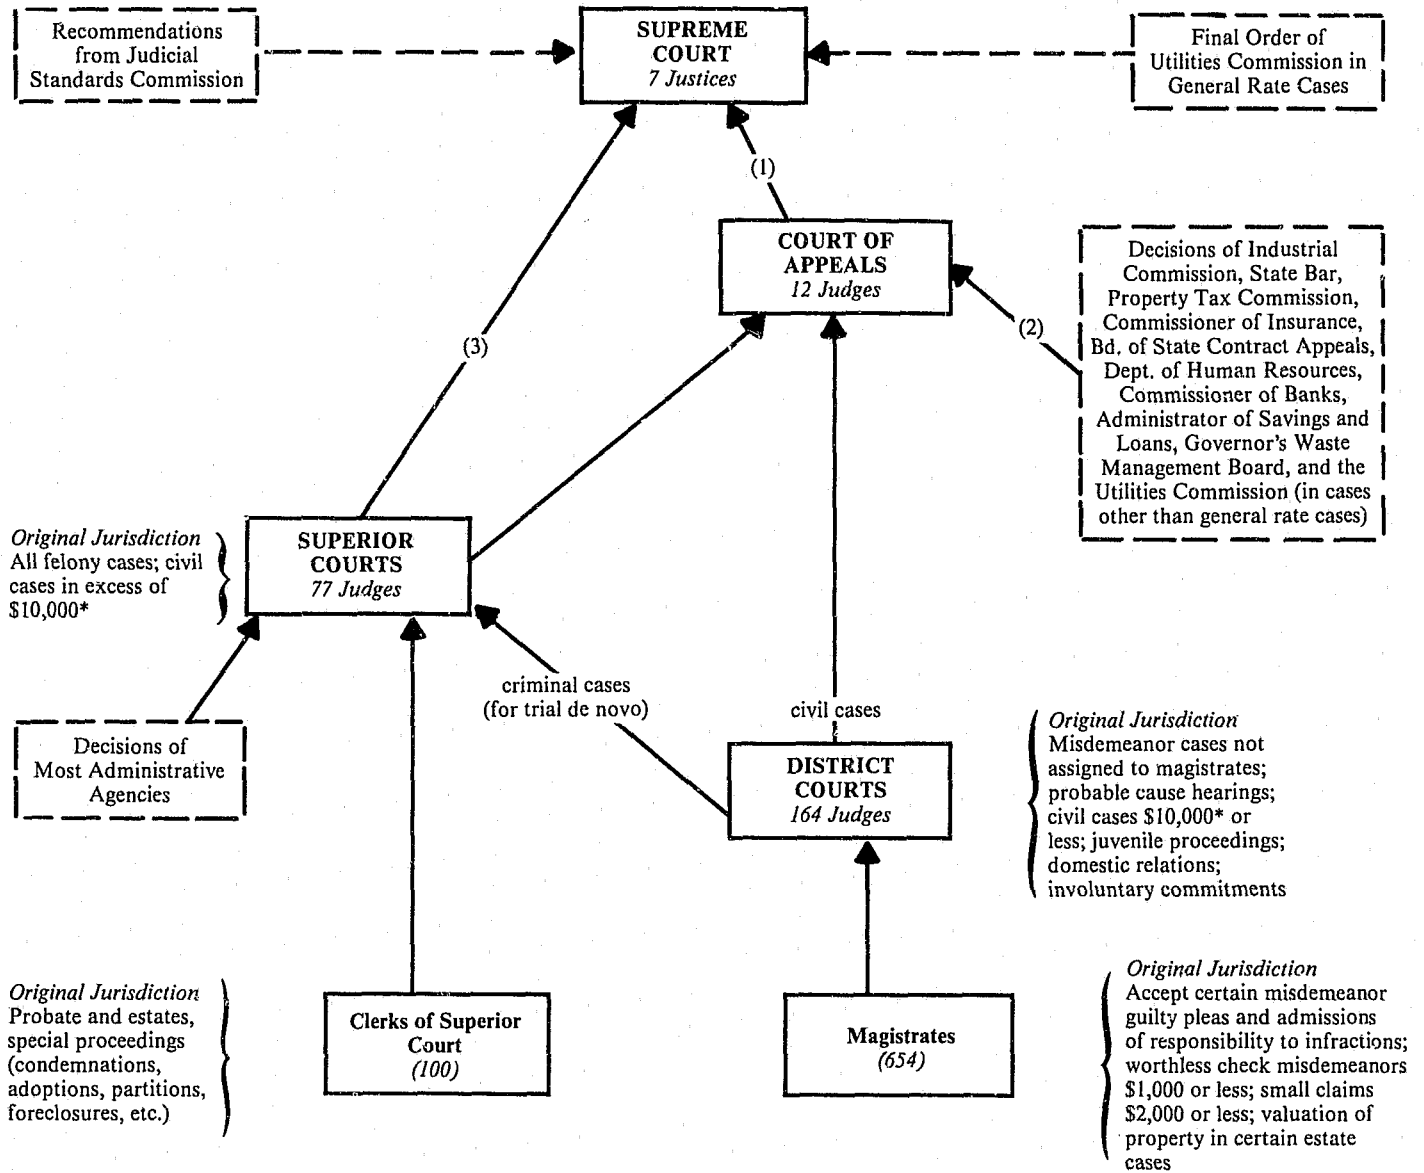 Recommendations
from Judicial
Standards Commission
SUPREME
COURT
7 Justices
Final Order of
Utilities Commission in
General Rate Cases
(1)
COURT OF
APPEALS
12 Judges
Decisions of Industrial
Commission, State Bar,
Property Tax Commission,
Commissioner of Insurance,
Bd. of State Contract Appeals,
Dept. of Human Resources,
Commissioner of Banks,
Administrator of Savings and
Loans, Governor's Waste
Management Board, and the
Utilities Commission (in cases
other than general rate cases)
(2)
(3)
Original Jurisdiction
All felony cases; civil
cases in excess of
$10,000*
SUPERIOR
COURTS
77 Judges
criminal cases
(for trial de novo)
civil cases
Decisions of
Most Administrative
Agencies
DISTRICT
COURTS
164 Judges
Original Jurisdiction
Misdemeanor cases not
assigned to magistrates;
probable cause hearings;
civil cases $10,000* or
less; juvenile proceedings;
domestic relations;
involuntary commitments
Original Jurisdiction
Probate and estates,
special proceedings
(condemnations,
adoptions, partitions,
foreclosures, etc.)
Clerks of Superior
Court
(100)
Magistrates
(654)
Original Jurisdiction
Accept certain misdemeanor
guilty pleas and admissions
of responsibility to infractions;
worthless check misdemeanors
$1,000 or less; small claims
$2,000 or less; valuation of
property in certain estate
cases